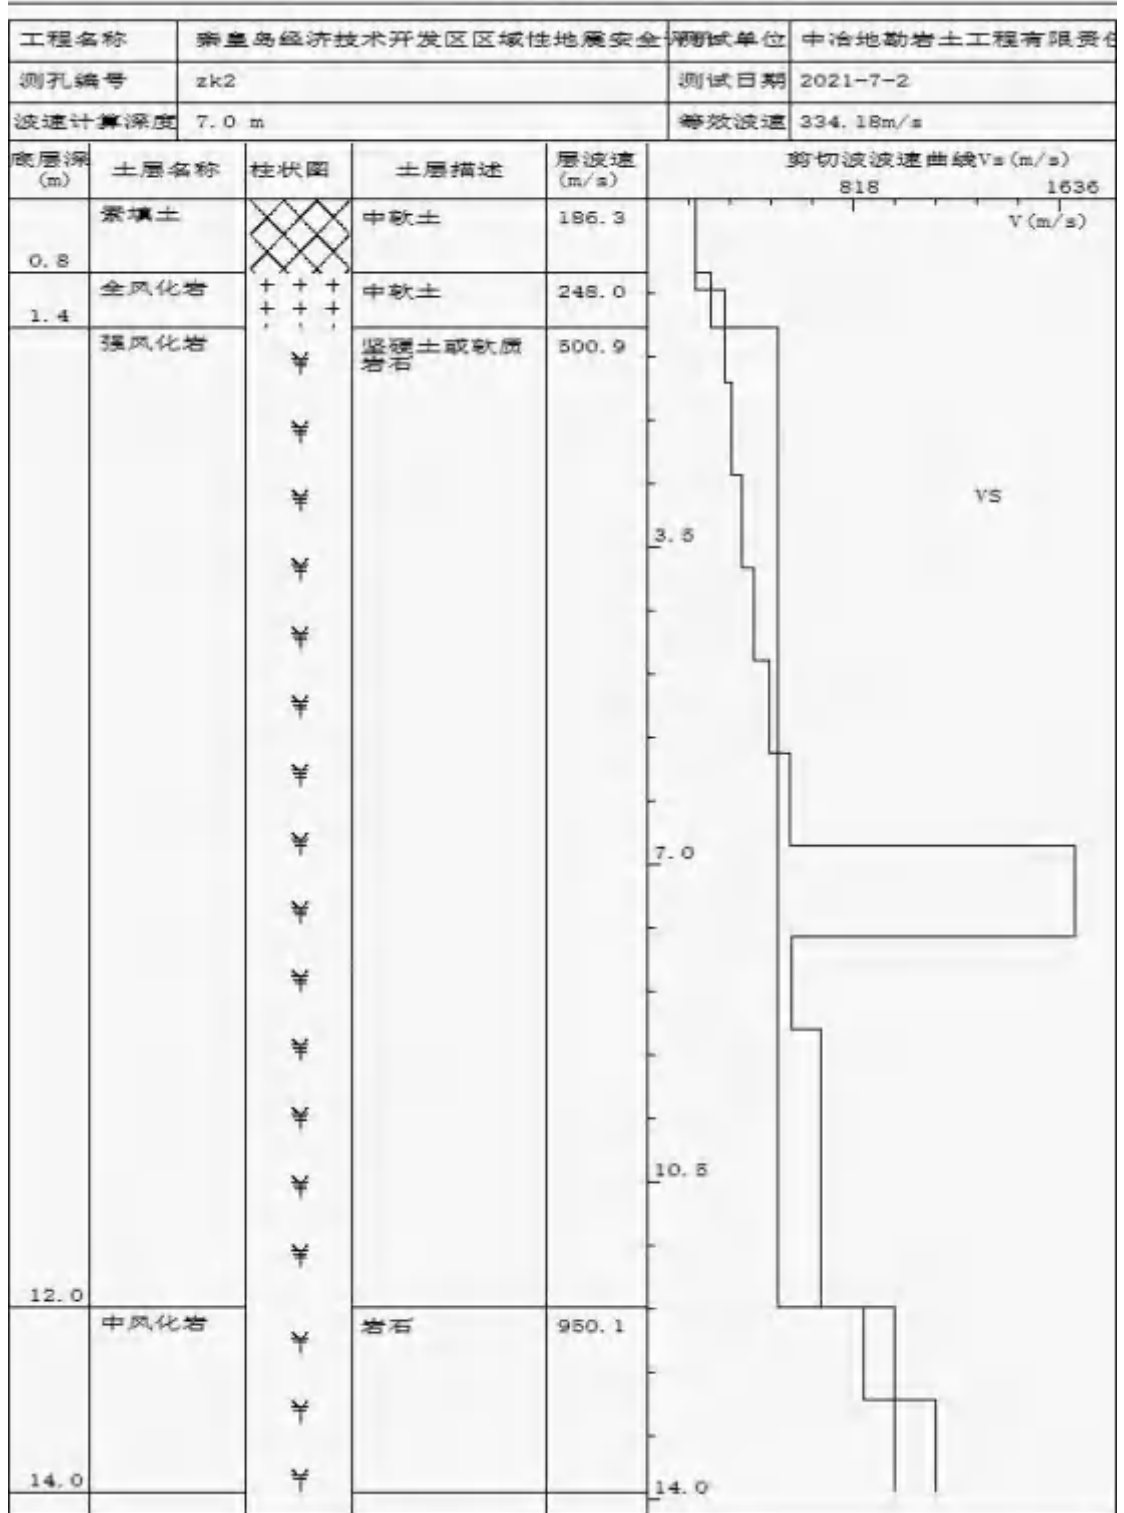 工程名称 秦皇岛经济技术开发区区域性地震安全 测试单位 中冶地勘岩土工程有限责任
测孔编号 zk2 测试日期 2021-7-2
波速计算深度 7.0 m 等效波速 334.18m/s
底层深(m) 土层名称 柱状图 土层描述 层波速(m/s) 剪切波波速曲线Vs(m/s)
818 1636
V(m/s)
素填土 中软土 186.3
0.8
全风化岩 中软土 248.0
1.4
强风化岩 坚硬土或软质岩石 500.9
VS
3.5
7.0
10.5
12.0
中风化岩 岩石 950.1
14.0 14.0